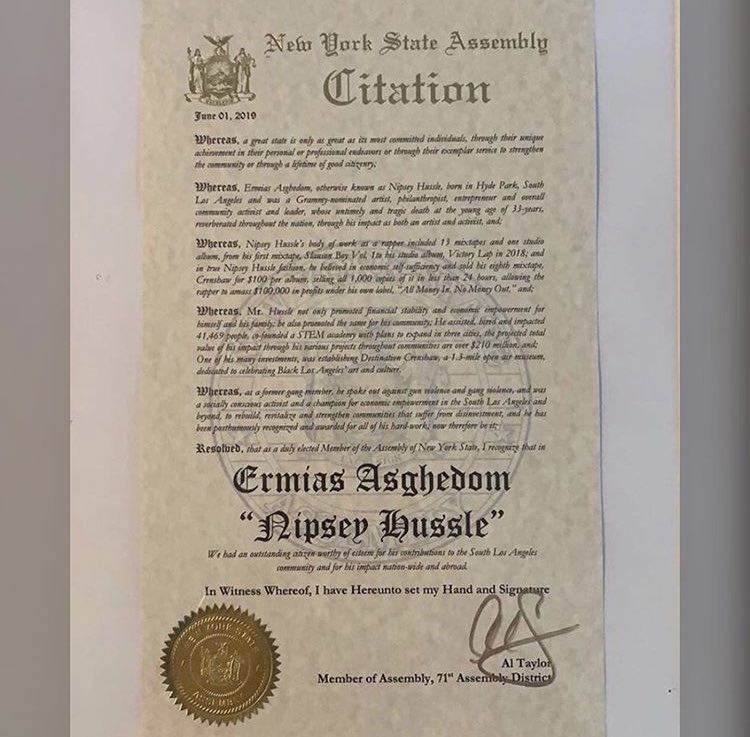 New York State Assembly
Citation
June 01, 2019
Whereas, a great state is only as great as its most committed individuals, through their unique
achievement in their personal or professional endeavors or through their exemplar service to strengthen
the community or through a lifetime of good citizenry;
Whereas, Ermias Asghedom, otherwise known as Nipsey Hussle, born in Hyde Park, South
Los Angeles and was a Grammy-nominated artist, philanthropist, entrepreneur and overall
community activist and leader, whose untimely and tragic death at the young age of 33-years,
reverberated throughout the nation, through his impact as both an artist and activist, and;
Whereas, Nipsey Hussle's body of work as a rapper included 13 mixtapes and one studio
album, from his first mixtape, Slauson Boy Vol. 1to his studio album, Victory Lap in 2018; and
in true Nipsey Hussle fashion, he believed in economic self-sufficiency and sold his eighth mixtape,
Crenshaw for $100 per album, selling all 1,000 copies of it in less than 24 hours, allowing the
rapper to amass $100,000 in profits under his own label, "All Money In, No Money Out," and;
Whereas, Mr. Hussle not only promoted financial stability and economic empowerment for
himself and his family; he also promoted the same for his community; He assisted, hired and impacted
41,469 people, co-founded a STEM academy with plans to expand in three cities, the projected total
value of his impact through his various projects throughout communities are over $210 million, and;
One of his many investments, was establishing Destination Crenshaw, a 1.3-mile open air museum,
dedicated to celebrating Black Los Angeles' art and culture.
Whereas, as a former gang member, he spoke out against gun violence and gang violence, and was
a socially conscious activist and a champion for economic empowerment in the South Los Angeles and
beyond, to rebuild, revitalize and strengthen communities that suffer from disinvestment, and he has
been posthumously recognized and awarded for all of his hard-work; now therefore be it;
Resolved, that as a duly elected Member of the Assembly of New York State, I recognize that in
Ermias Asghedom
"Nipsey Hussle"
We had an outstanding citizen worthy of esteem for his contributions to the South Los Angeles
community and for his impact nation-wide and abroad.
In Witness Whereof, I have Hereunto set my Hand and Signature
Al Taylor
Member of Assembly, 71st Assembly District
NEW YORK STATE
ASSEMBLY